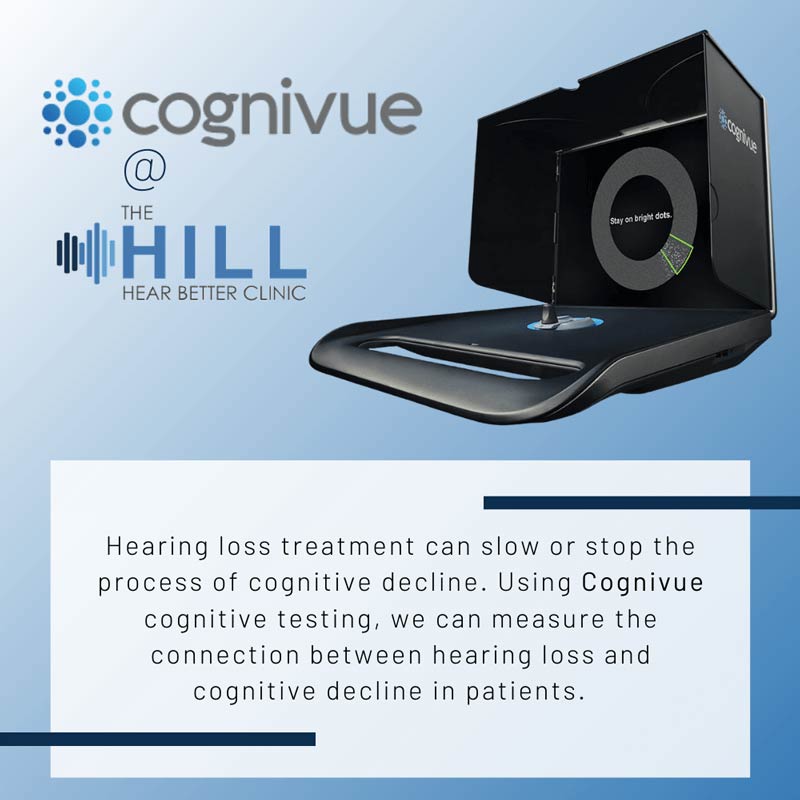 cognivue
@
THE
HILL
HEAR BETTER CLINIC
cognivue
Stay on bright dots.
Hearing loss treatment can slow or stop the
process of cognitive decline. Using Cognivue
cognitive testing, we can measure the
connection between hearing loss and
cognitive decline in patients.